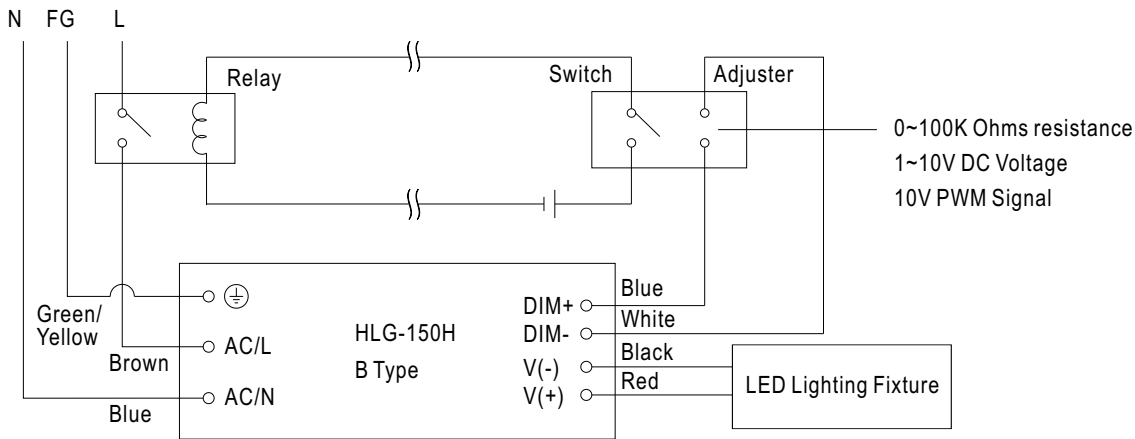 N FG L
Relay
Switch
Adjuster
0~100K Ohms resistance
1~10V DC Voltage
10V PWM Signal
Green/
Yellow
Brown
Blue
AC/L
AC/N
HLG-150H
B Type
DIM+
DIM-
V(-)
V(+)
Blue
White
Black
Red
LED Lighting Fixture